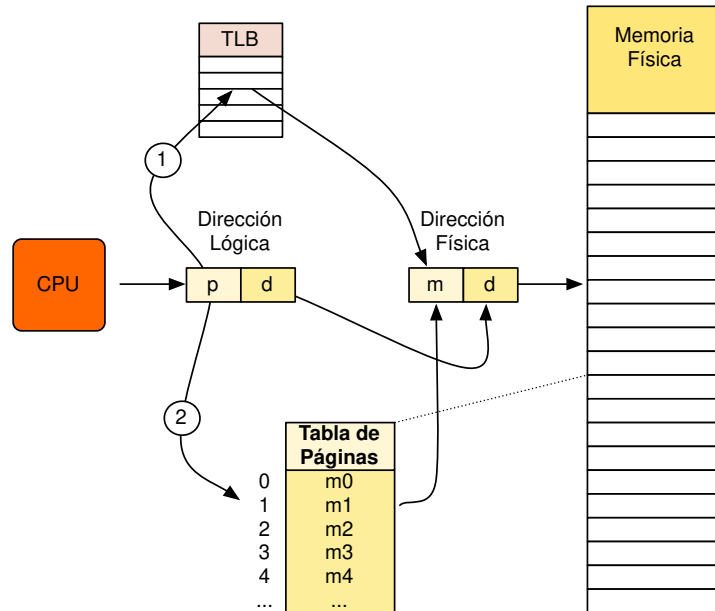 TLB
Memoria
Física
1
Dirección
Lógica
Dirección
Física
CPU
p d
m d
2
Tabla de
Páginas
0 m0
1 m1
2 m2
3 m3
4 m4
... ...